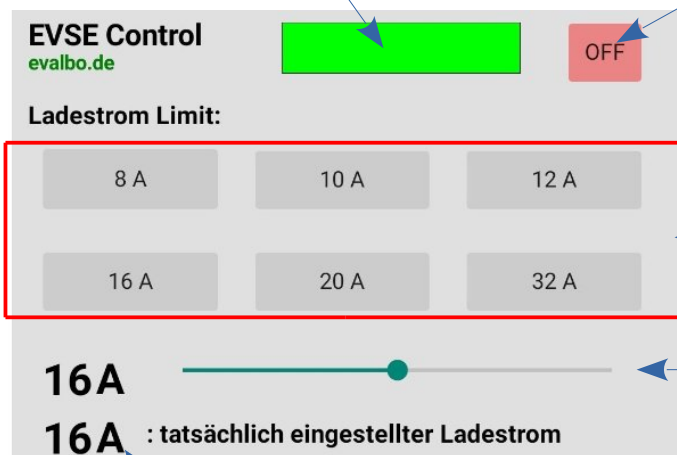 EVSE Control
evalbo.de
OFF
Ladestrom Limit:
8 A
10 A
12 A
16 A
20 A
32 A
16A
16A : tatsächlich eingestellter Ladestrom